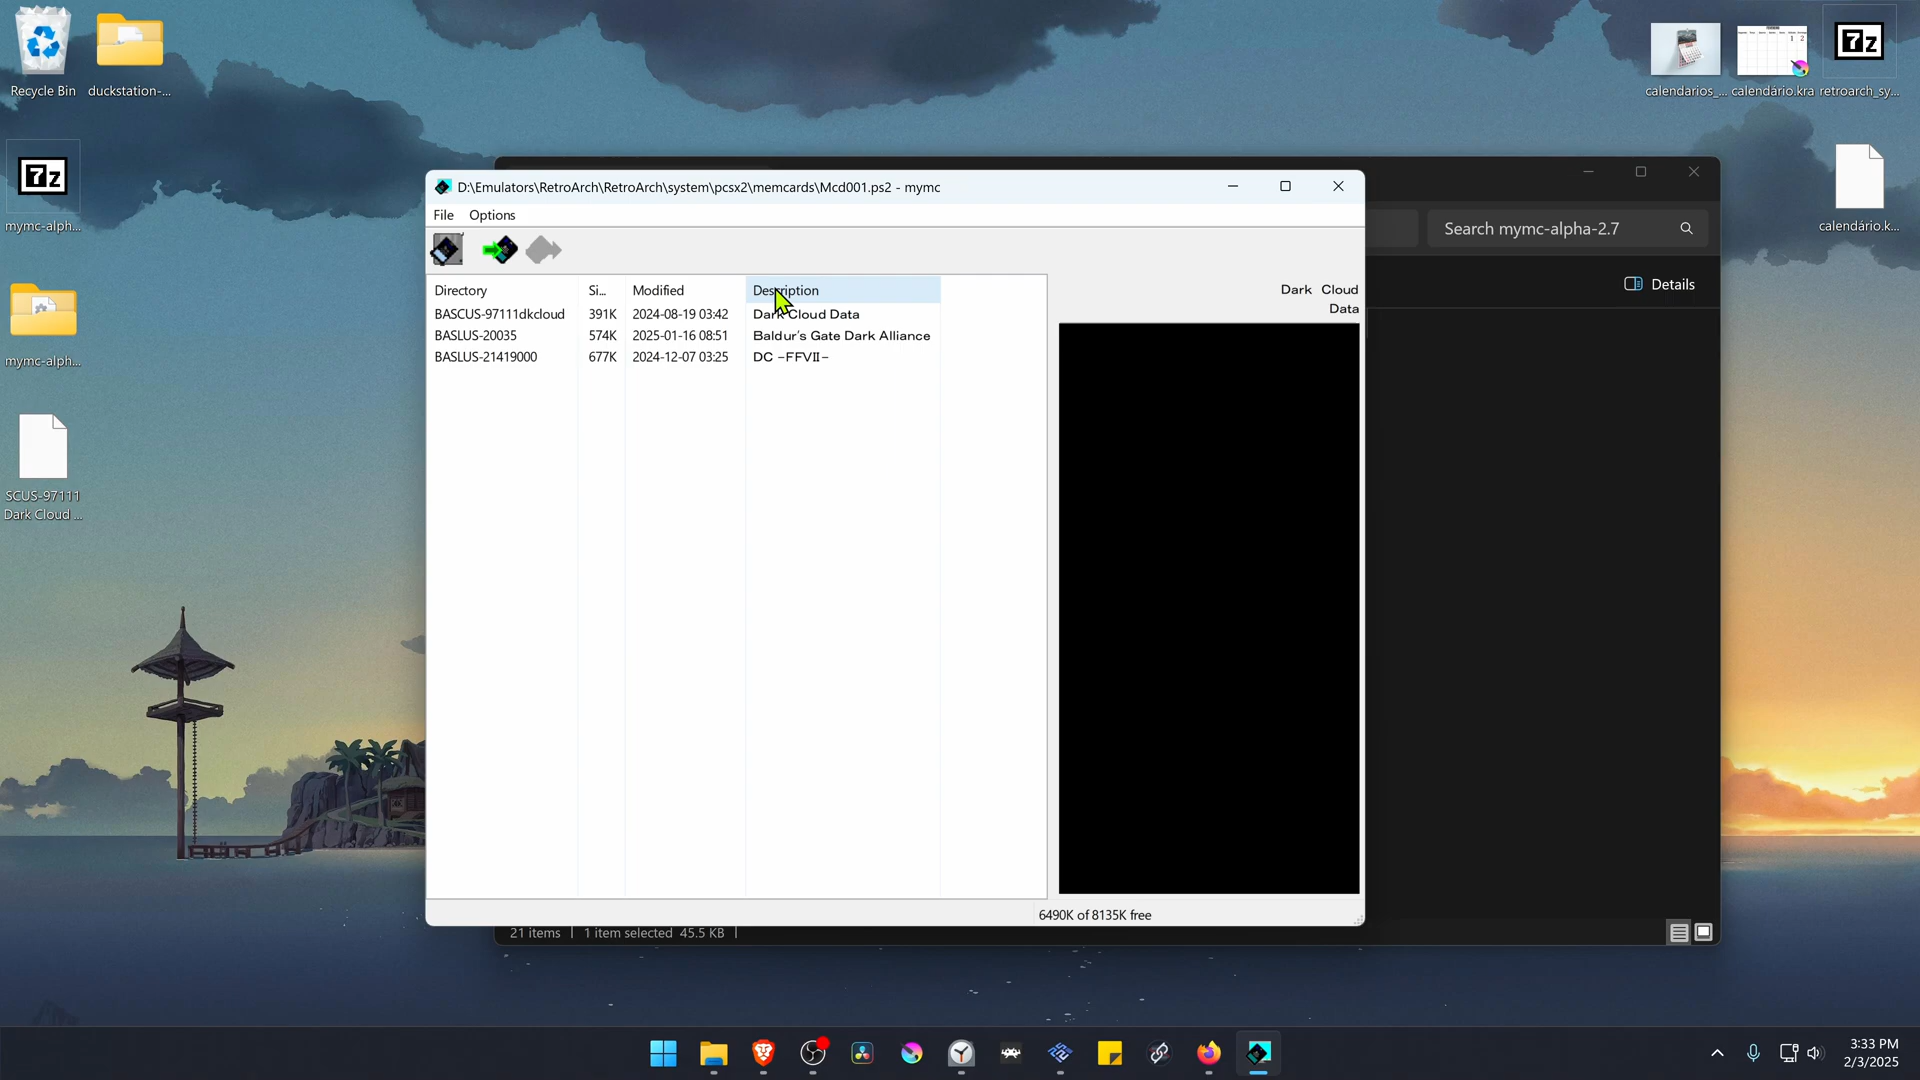 Recycle Bin
duckstation-...
mymc-alph...
mymc-alph...
SCUS-97111
Dark Cloud ...
calendarios_...
calendário.kra
retroarch_sy...
calendário.k...
D:\Emulators\RetroArch\RetroArch\system\pcsx2\memcards\Mcd001.ps2 - mymc
File Options
Directory Si... Modified Description
BASCUS-97111dkcloud 391K 2024-08-19 03:42 Dark Cloud Data
BASLUS-20035 574K 2025-01-16 08:51 Baldur's Gate Dark Alliance
BASLUS-21419000 677K 2024-12-07 03:25 DC -FFVII-
Dark Cloud
Data
6490K of 8135K free
Search mymc-alpha-2.7
Details
21 items 1 item selected 45.5 KB
3:33 PM
2/3/2025
7z
7z